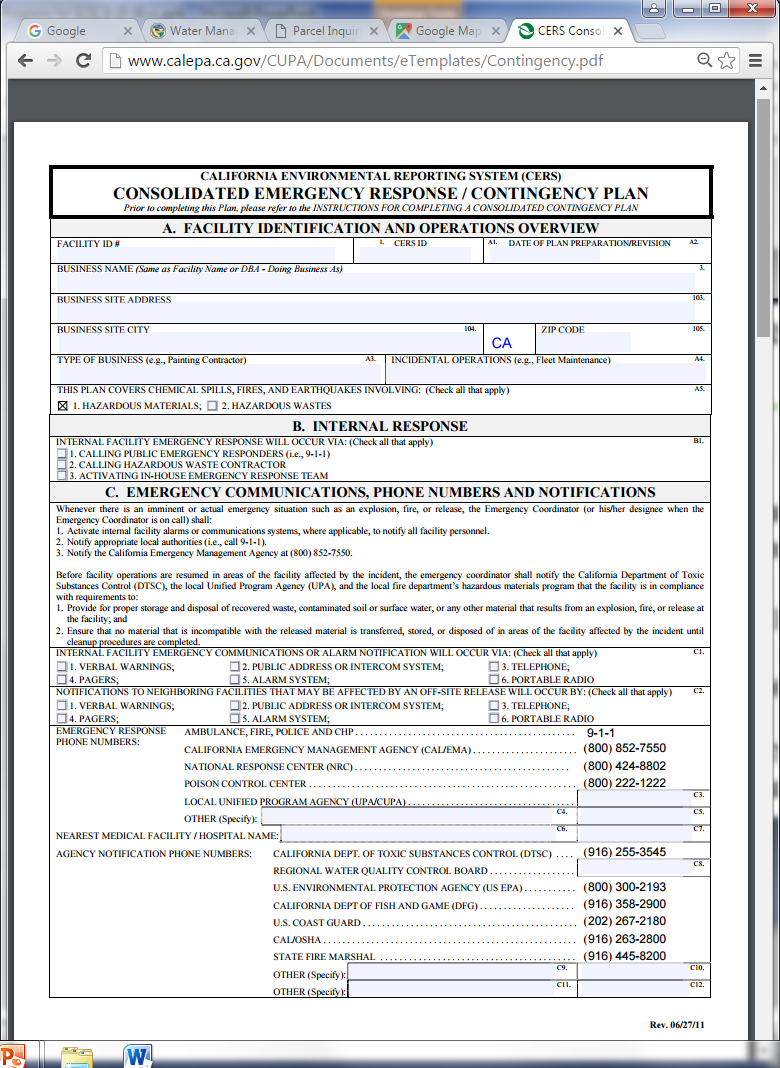 Google
Water Mana
Parcel Inquir
Google Map
CERS Consol
www.calepa.ca.gov/CUPA/Documents/eTemplates/Contingency.pdf
CALIFORNIA ENVIRONMENTAL REPORTING SYSTEM (CERS)
CONSOLIDATED EMERGENCY RESPONSE / CONTINGENCY PLAN
Prior to completing this Plan, please refer to the INSTRUCTIONS FOR COMPLETING A CONSOLIDATED CONTINGENCY PLAN
A. FACILITY IDENTIFICATION AND OPERATIONS OVERVIEW
FACILITY ID # 1. CERS ID A1. DATE OF PLAN PREPARATION/REVISION A2.
BUSINESS NAME (Same as Facility Name or DBA - Doing Business As) 3.
BUSINESS SITE ADDRESS 103.
BUSINESS SITE CITY 104. CA ZIP CODE 105.
TYPE OF BUSINESS (e.g., Painting Contractor) A3. INCIDENTAL OPERATIONS (e.g., Fleet Maintenance) A4.
THIS PLAN COVERS CHEMICAL SPILLS, FIRES, AND EARTHQUAKES INVOLVING: (Check all that apply) A5.
1. HAZARDOUS MATERIALS; 2. HAZARDOUS WASTES
B. INTERNAL RESPONSE
INTERNAL FACILITY EMERGENCY RESPONSE WILL OCCUR VIA: (Check all that apply) B1.
1. CALLING PUBLIC EMERGENCY RESPONDERS (i.e., 9-1-1)
2. CALLING HAZARDOUS WASTE CONTRACTOR
3. ACTIVATING IN-HOUSE EMERGENCY RESPONSE TEAM
C. EMERGENCY COMMUNICATIONS, PHONE NUMBERS AND NOTIFICATIONS
Whenever there is an imminent or actual emergency situation such as an explosion, fire, or release, the Emergency Coordinator (or his/her designee when the
Emergency Coordinator is on call) shall:
1. Activate internal facility alarms or communications systems, where applicable, to notify all facility personnel.
2. Notify appropriate local authorities (i.e., call 9-1-1).
3. Notify the California Emergency Management Agency at (800) 852-7550.
Before facility operations are resumed in areas of the facility affected by the incident, the emergency coordinator shall notify the California Department of Toxic
Substances Control (DTSC), the local Unified Program Agency (UPA), and the local fire department's hazardous materials program that the facility is in compliance
with requirements to:
1. Provide for proper storage and disposal of recovered waste, contaminated soil or surface water, or any other material that results from an explosion, fire, or release at
the facility; and
2. Ensure that no material that is incompatible with the released material is transferred, stored, or disposed of in areas of the facility affected by the incident until
cleanup procedures are completed.
INTERNAL FACILITY EMERGENCY COMMUNICATIONS OR ALARM NOTIFICATION WILL OCCUR VIA: (Check all that apply) C1.
1. VERBAL WARNINGS; 2. PUBLIC ADDRESS OR INTERCOM SYSTEM; 3. TELEPHONE;
4. PAGERS; 5. ALARM SYSTEM; 6. PORTABLE RADIO
NOTIFICATIONS TO NEIGHBORING FACILITIES THAT MAY BE AFFECTED BY AN OFF-SITE RELEASE WILL OCCUR BY: (Check all that apply) C2.
1. VERBAL WARNINGS; 2. PUBLIC ADDRESS OR INTERCOM SYSTEM; 3. TELEPHONE;
4. PAGERS; 5. ALARM SYSTEM; 6. PORTABLE RADIO
EMERGENCY RESPONSE AMBULANCE, FIRE, POLICE AND CHP 9-1-1
PHONE NUMBERS: CALIFORNIA EMERGENCY MANAGEMENT AGENCY (CAL/EMA) (800) 852-7550
NATIONAL RESPONSE CENTER (NRC) (800) 424-8802
POISON CONTROL CENTER (800) 222-1222
LOCAL UNIFIED PROGRAM AGENCY (UPA/CUPA) C3.
OTHER (Specify): C4. C5.
NEAREST MEDICAL FACILITY / HOSPITAL NAME: C6. C7.
AGENCY NOTIFICATION PHONE NUMBERS: CALIFORNIA DEPT. OF TOXIC SUBSTANCES CONTROL (DTSC) (916) 255-3545
REGIONAL WATER QUALITY CONTROL BOARD C8.
U.S. ENVIRONMENTAL PROTECTION AGENCY (US EPA) (800) 300-2193
CALIFORNIA DEPT OF FISH AND GAME (DFG) (916) 358-2900
U.S. COAST GUARD (202) 267-2180
CAL/OSHA (916) 263-2800
STATE FIRE MARSHAL (916) 445-8200
OTHER (Specify): C9. C10.
OTHER (Specify): C11. C12.
Rev. 06/27/11